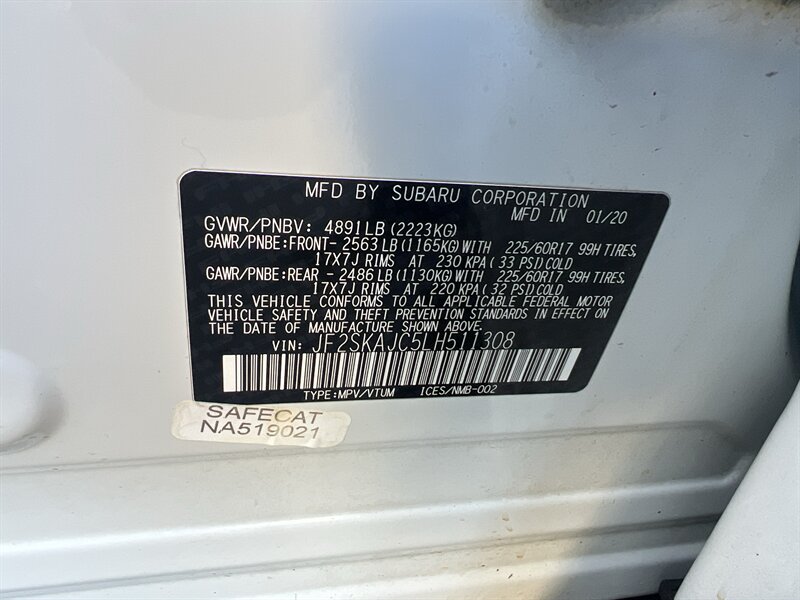 MFD BY SUBARU CORPORATION
MFD IN 01/20
GVWR/PNBV: 4891LB(2223KG)
GAWR/PNBE:FRONT- 2563LB(1165KG)WITH 225/60R17 99H TIRES,
17X7J RIMS AT 230 KPA(33 PSI)COLD
GAWR/PNBE:REAR - 2486LB(1130KG)WITH 225/60R17 99H TIRES,
17X7J RIMS AT 220 KPA(32 PSI)COLD
THIS VEHICLE CONFORMS TO ALL APPLICABLE FEDERAL MOTOR
VEHICLE SAFETY AND THEFT PREVENTION STANDARDS IN EFFECT ON
THE DATE OF MANUFACTURE SHOWN ABOVE.
VIN: JF2SKAJC5LH511308
TYPE:MPV/VTUM ICES/NMB-002
SAFECAT
NA519021